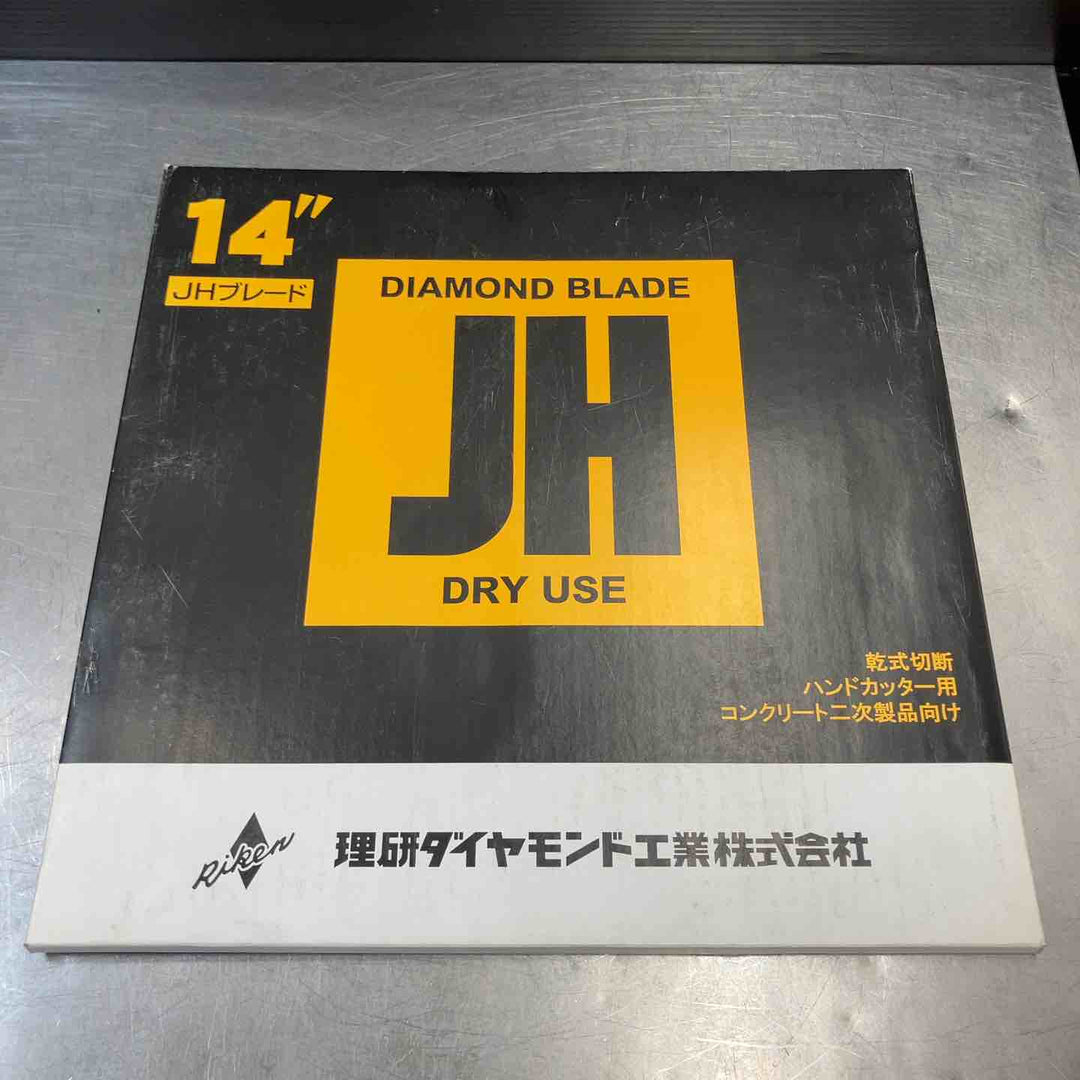 14"
JHブレード
DIAMOND BLADE
JH
DRY USE
乾式切断
ハンドカッター用
コンクリート二次製品向け
Riken
理研ダイヤモンド工業株式会社